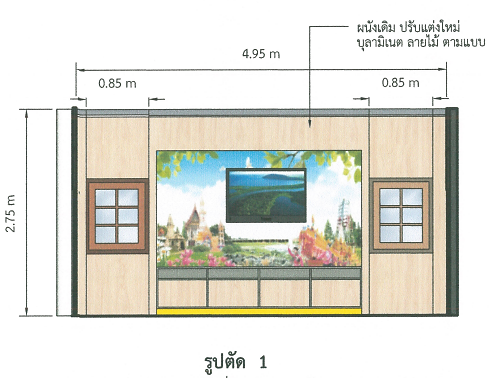 ผนังเดิม ปรับแต่งใหม่
บุลามิเนต ลายไม้ ตามแบบ
4.95 m
0.85 m
0.85 m
2.75 m
รูปตัด 1